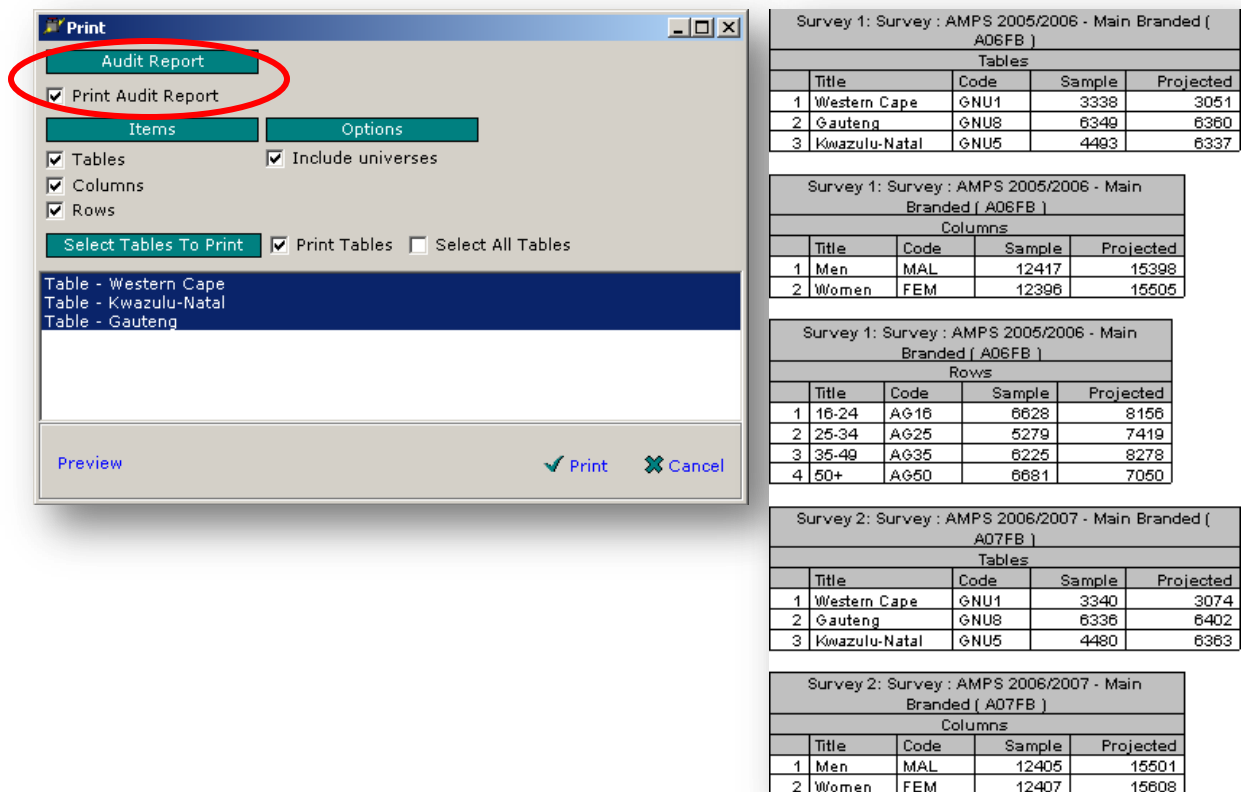 Print
Audit Report
Print Audit Report
Items Options
Tables Include universes
Columns
Rows
Select Tables To Print Print Tables Select All Tables
Table - Western Cape
Table - Kwazulu-Natal
Table - Gauteng
Preview Print Cancel
Survey 1: Survey : AMPS 2005/2006 - Main Branded (
A06FB )
Tables
Title Code Sample Projected
1 Western Cape GNU1 3338 3051
2 Gauteng GNU8 6349 6360
3 Kwazulu-Natal GNU5 4493 6337
Survey 1: Survey : AMPS 2005/2006 - Main
Branded ( A06FB )
Columns
Title Code Sample Projected
1 Men MAL 12417 15398
2 Women FEM 12396 15505
Survey 1: Survey : AMPS 2005/2006 - Main
Branded ( A06FB )
Rows
Title Code Sample Projected
1 16-24 AG16 6628 8156
2 25-34 AG25 5279 7419
3 35-49 AG35 6225 8278
4 50+ AG50 6681 7050
Survey 2: Survey : AMPS 2006/2007 - Main Branded (
A07FB )
Tables
Title Code Sample Projected
1 Western Cape GNU1 3340 3074
2 Gauteng GNU8 6336 6402
3 Kwazulu-Natal GNU5 4480 6363
Survey 2: Survey : AMPS 2006/2007 - Main
Branded ( A07FB )
Columns
Title Code Sample Projected
1 Men MAL 12405 15501
2 Women FEM 12407 15608